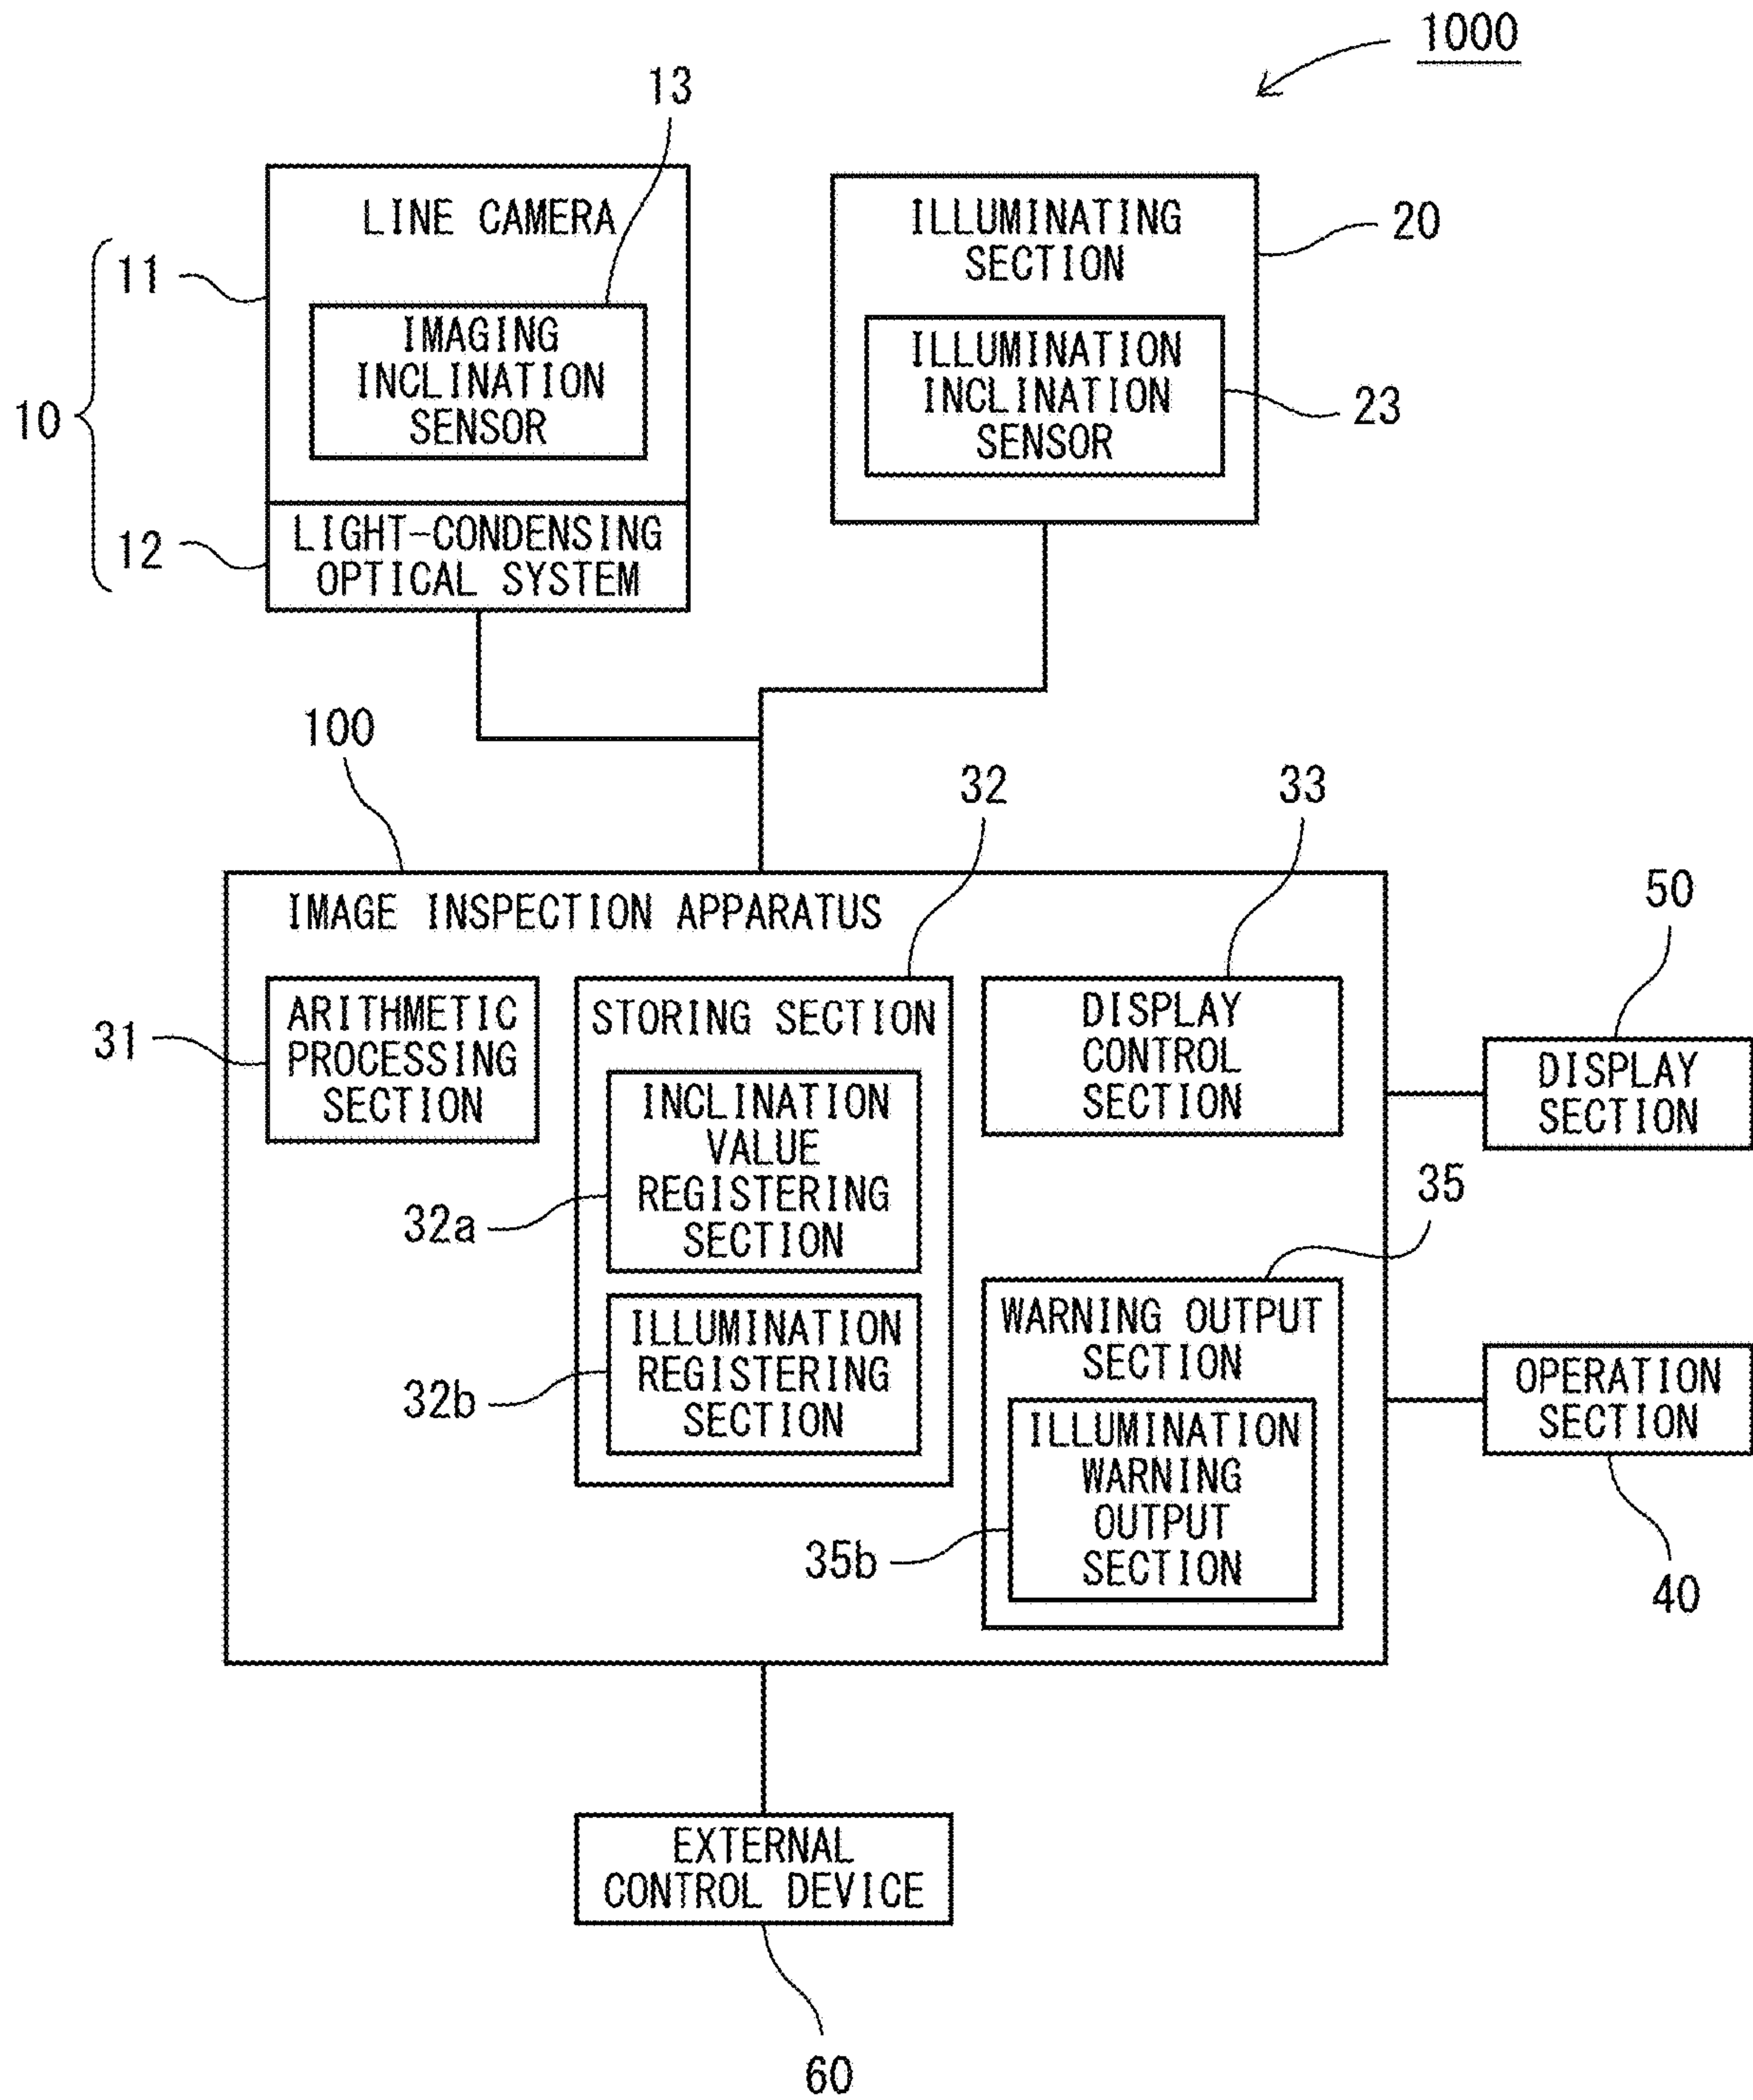 1000
13
LINE CAMERA
11
IMAGING
INCLINATION
SENSOR
10
12
LIGHT-CONDENSING
OPTICAL SYSTEM
ILLUMINATING
SECTION
20
ILLUMINATION
INCLINATION
SENSOR
23
100
32
33
IMAGE INSPECTION APPARATUS
50
ARITHMETIC
PROCESSING
SECTION
31
STORING SECTION
INCLINATION
VALUE
REGISTERING
SECTION
32a
ILLUMINATION
REGISTERING
SECTION
32b
DISPLAY
CONTROL
SECTION
DISPLAY
SECTION
35
WARNING OUTPUT
SECTION
ILLUMINATION
WARNING
OUTPUT
SECTION
35b
OPERATION
SECTION
40
EXTERNAL
CONTROL DEVICE
60